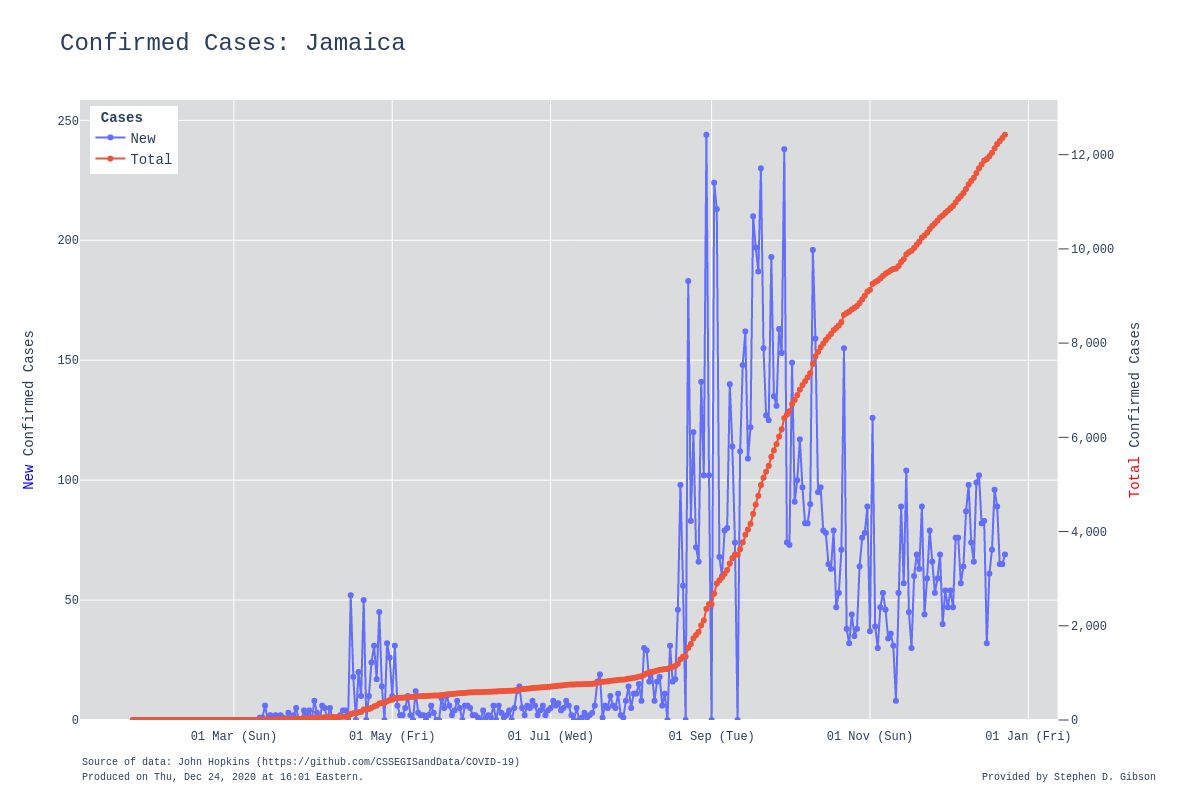 Confirmed Cases: Jamaica
Cases
New
Total
250
200
150
100
50
0
12,000
10,000
8,000
6,000
4,000
2,000
0
New Confirmed Cases
Total Confirmed Cases
01 Mar (Sun)
01 May (Fri)
01 Jul (Wed)
01 Sep (Tue)
01 Nov (Sun)
01 Jan (Fri)
Source of data: John Hopkins (https://github.com/CSSEGISandData/COVID-19)
Produced on Thu, Dec 24, 2020 at 16:01 Eastern.
Provided by Stephen D. Gibson